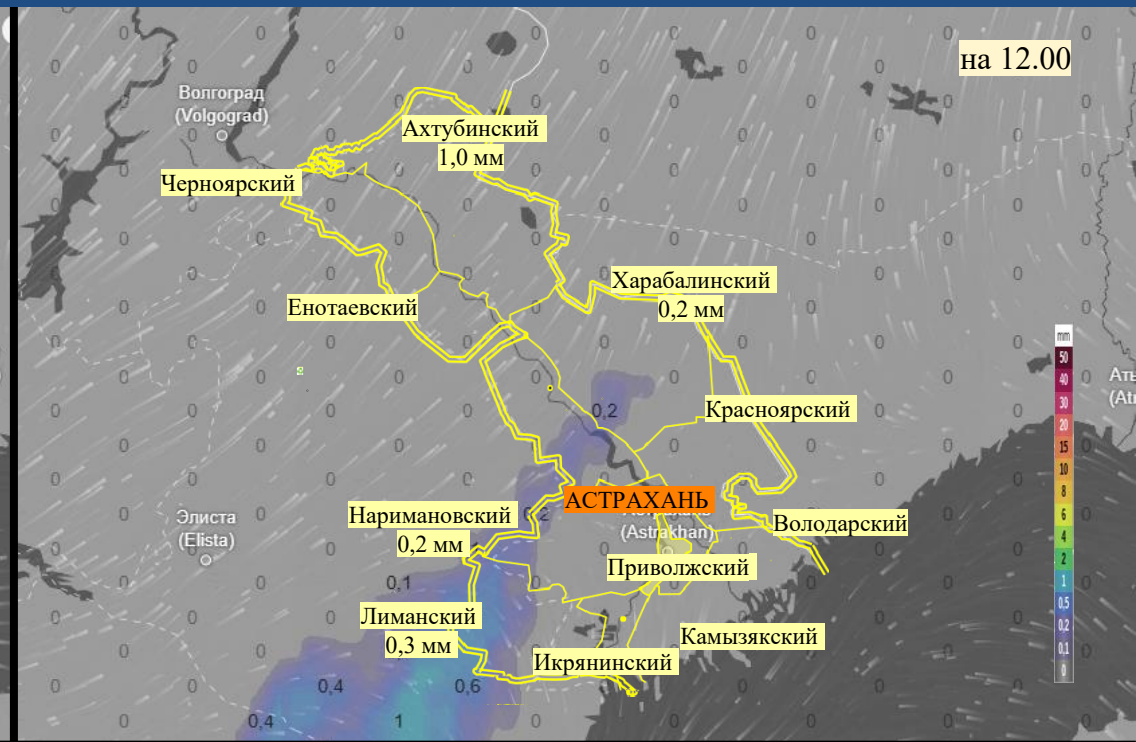 на 12.00
Волгоград
(Volgograd)
Ахтубинский
1,0 мм
Черноярский
Харабалинский
0,2 мм
Енотаевский
mm
50
40
30
20
15
10
8
6
4
2
1
0,5
0,2
0,1
0
0,2
Красноярский
АСТРАХАНЬ
(Astrakhan)
Элиста
(Elista)
Наримановский
0,2 мм
Володарский
Приволжский
0,1
Лиманский
0,3 мм
Камызякский
Икрянинский
0,4
0,6
0,4
1